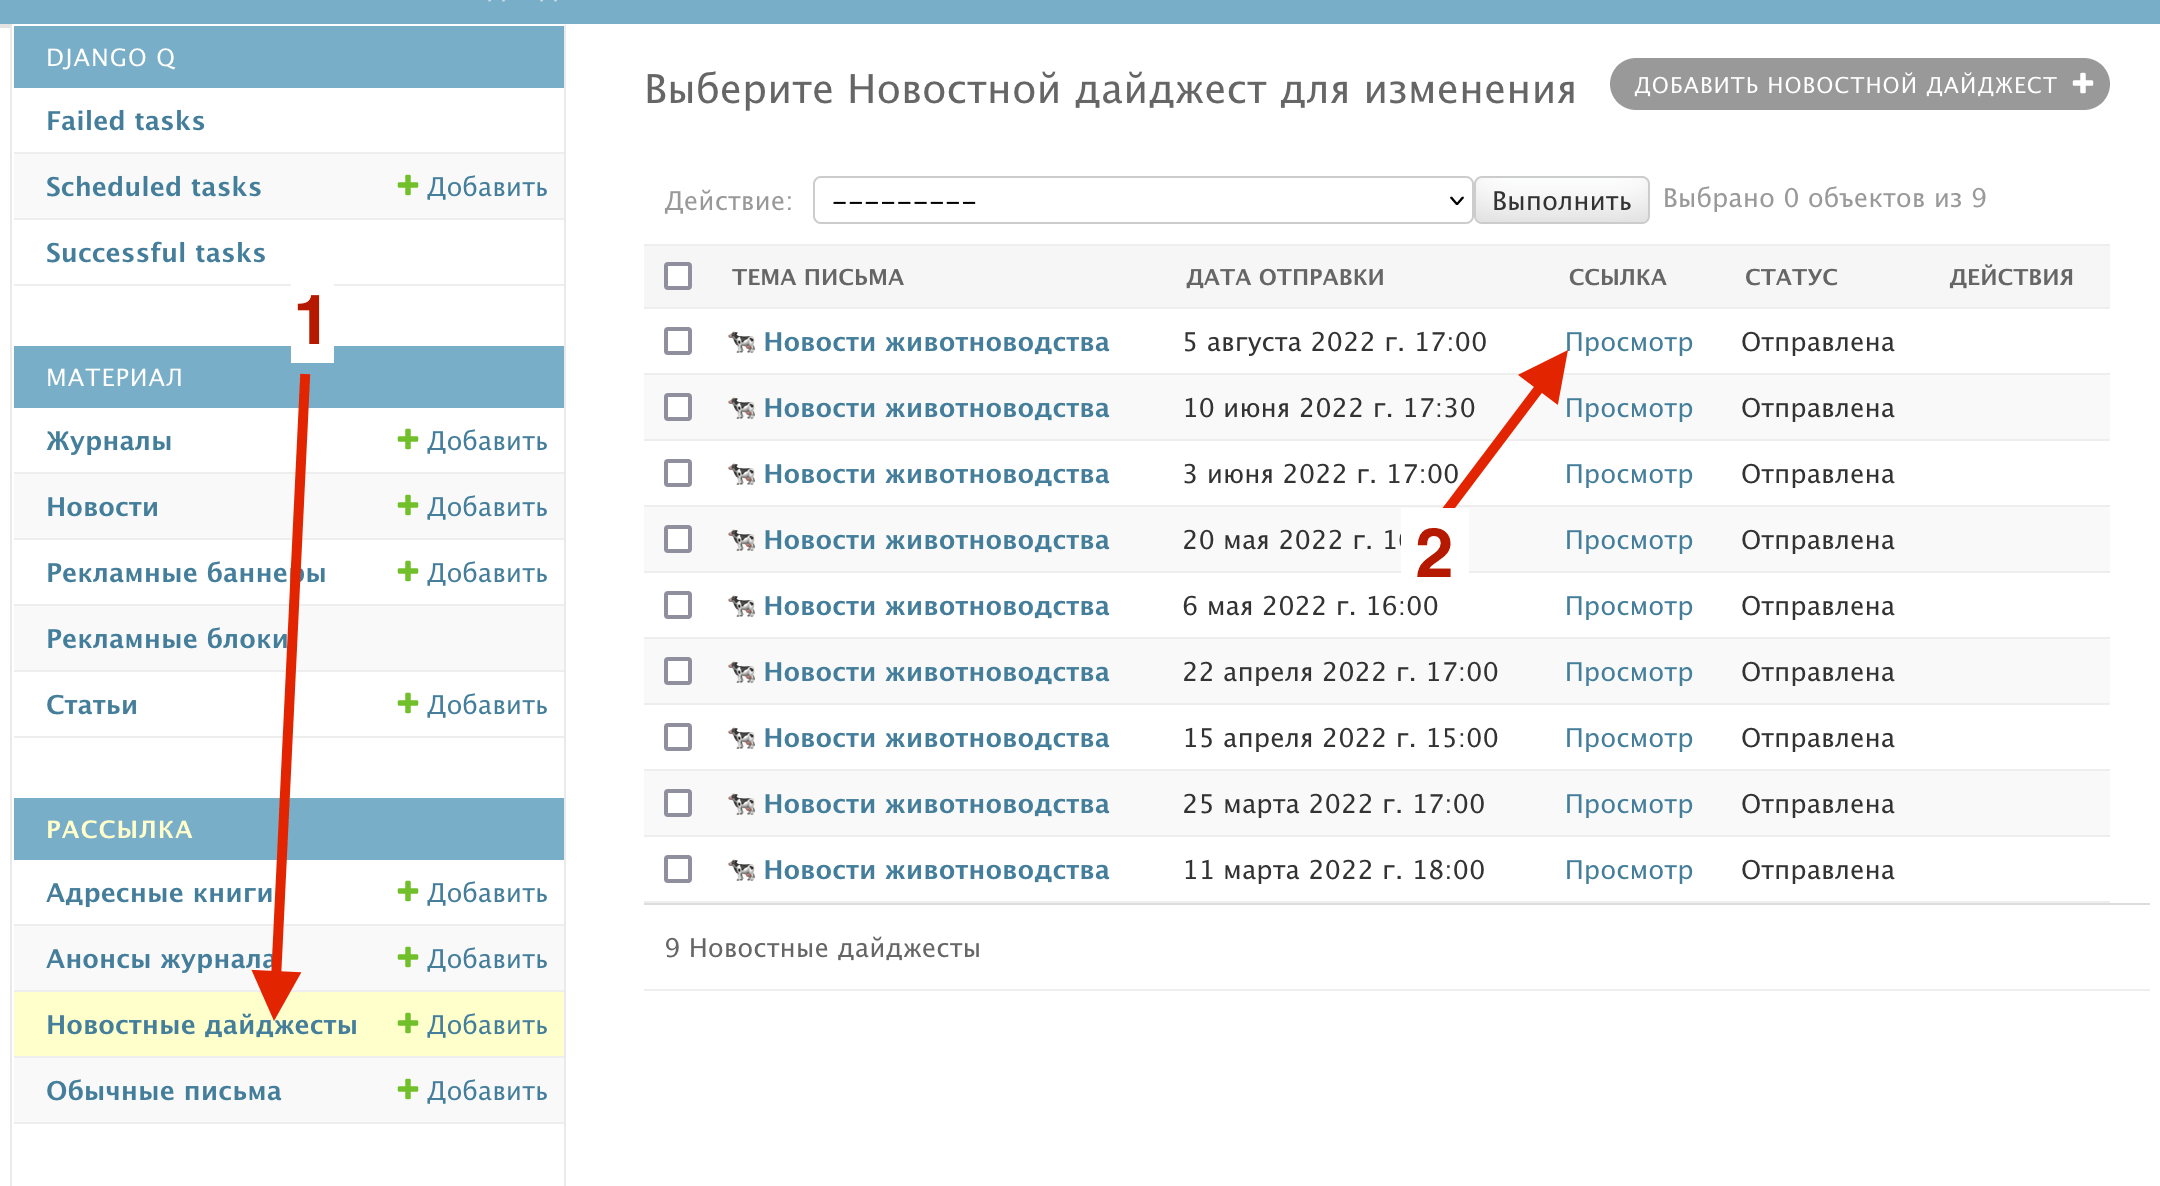 DJANGO Q
Failed tasks
Scheduled tasks Добавить
Successful tasks
1
МАТЕРИАЛ
Журналы Добавить
Новости Добавить
Рекламные баннеры Добавить
Рекламные блоки
Статьи Добавить
РАССЫЛКА
Адресные книги Добавить
Анонсы журнала Добавить
Новостные дайджесты Добавить
Обычные письма Добавить
Выберите Новостной дайджест для изменения
ДОБАВИТЬ НОВОСТНОЙ ДАЙДЖЕСТ +
Действие: --------- Выполнить Выбрано 0 объектов из 9
ТЕМА ПИСЬМА ДАТА ОТПРАВКИ ССЫЛКА СТАТУС ДЕЙСТВИЯ
🐄 Новости животноводства 5 августа 2022 г. 17:00 Просмотр Отправлена
🐄 Новости животноводства 10 июня 2022 г. 17:30 Просмотр Отправлена
🐄 Новости животноводства 3 июня 2022 г. 17:00 Просмотр Отправлена
🐄 Новости животноводства 20 мая 2022 г. Просмотр Отправлена
2
🐄 Новости животноводства 6 мая 2022 г. 16:00 Просмотр Отправлена
🐄 Новости животноводства 22 апреля 2022 г. 17:00 Просмотр Отправлена
🐄 Новости животноводства 15 апреля 2022 г. 15:00 Просмотр Отправлена
🐄 Новости животноводства 25 марта 2022 г. 17:00 Просмотр Отправлена
🐄 Новости животноводства 11 марта 2022 г. 18:00 Просмотр Отправлена
9 Новостные дайджесты